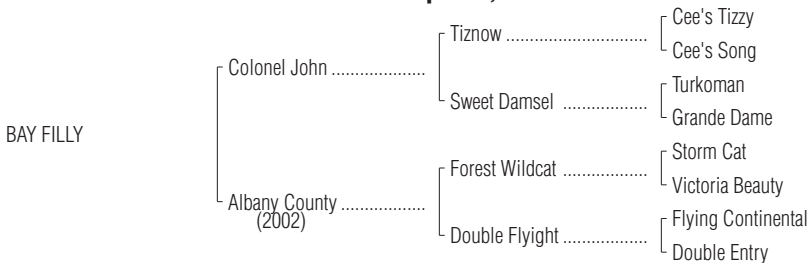 Cee's Tizzy
Tiznow ..............................
Cee's Song
Colonel John ....................
Turkoman
Sweet Damsel ..................
Grande Dame
BAY FILLY
Storm Cat
Forest Wildcat ..................
Victoria Beauty
Albany County ..................
(2002)
Flying Continental
Double Flyight ..................
Double Entry